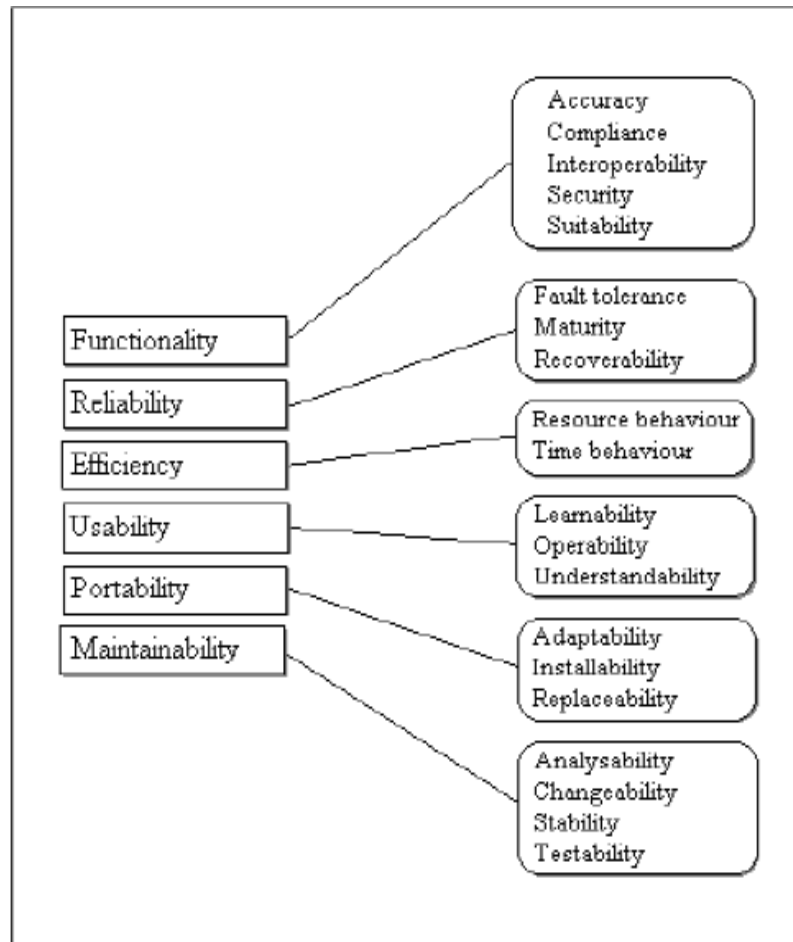 Functionality
Reliability
Efficiency
Usability
Portability
Maintainability
Accuracy
Compliance
Interoperability
Security
Suitability
Fault tolerance
Maturity
Recoverability
Resource behaviour
Time behaviour
Learnability
Operability
Understandability
Adaptability
Installability
Replaceability
Analysability
Changeability
Stability
Testability